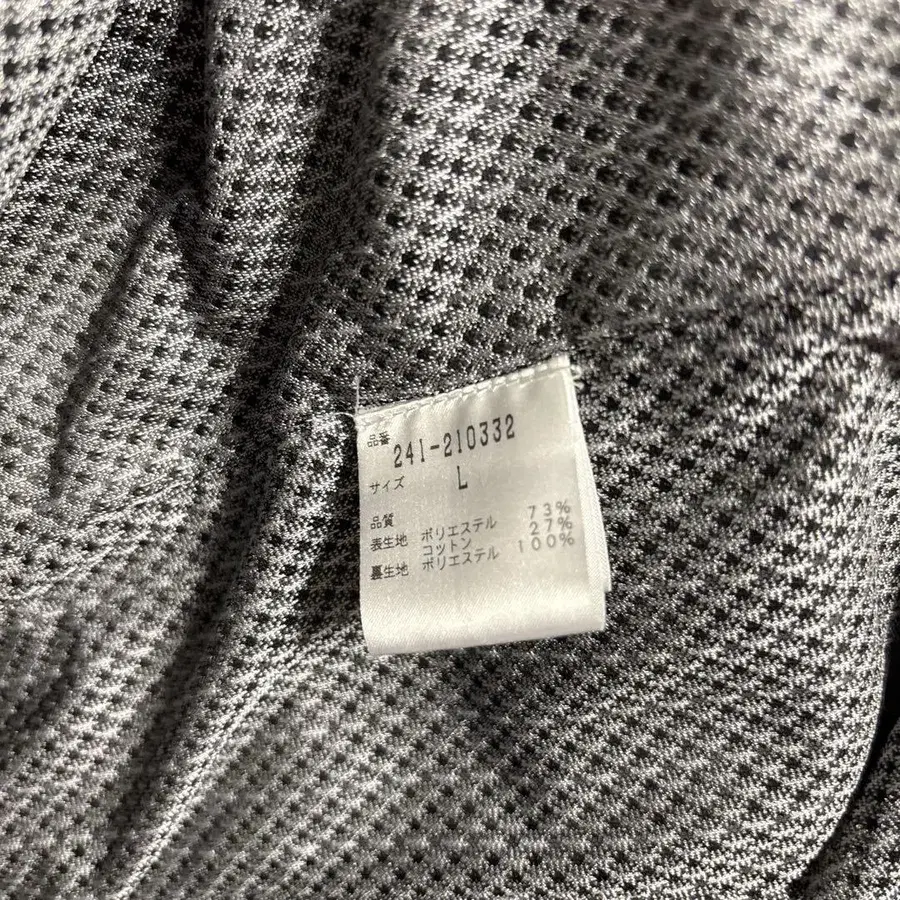 品番 241-210332
サイズ L
品質
表生地 ポリエステル 73%
コットン 27%
裏生地 ポリエステル 100%